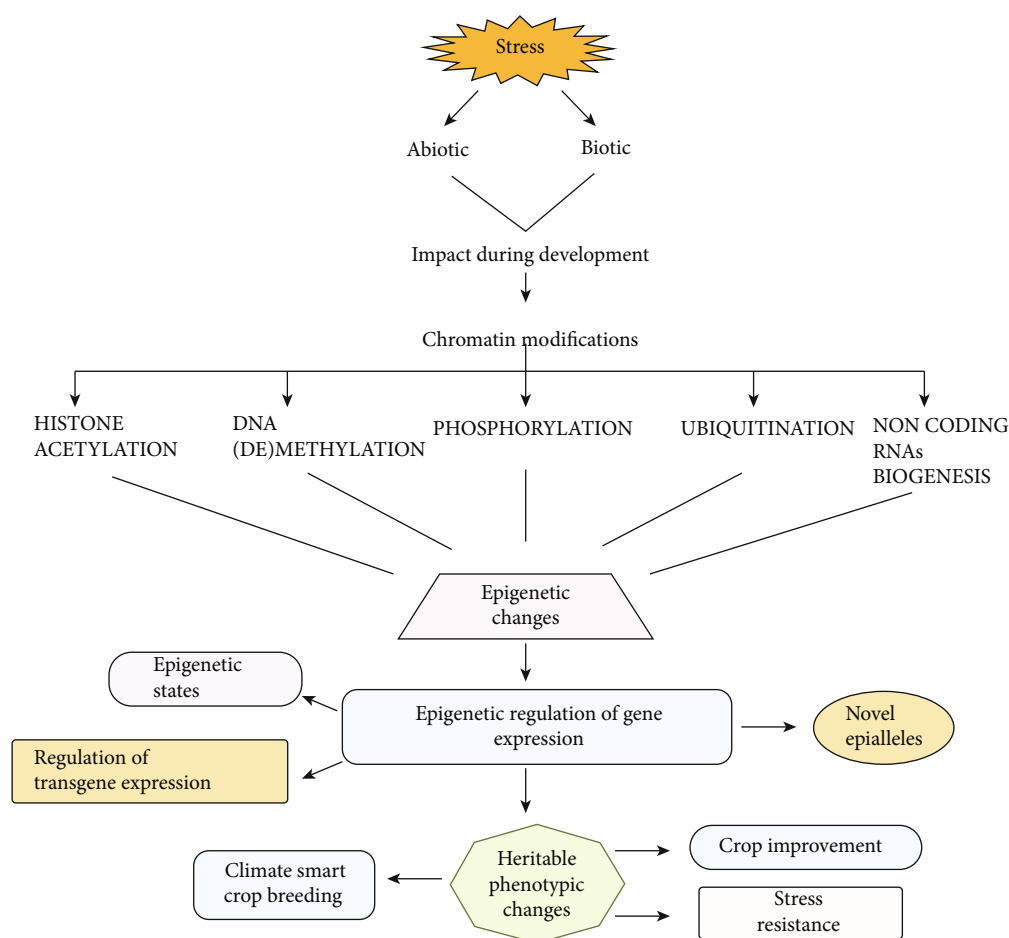 Stress
Abiotic
Biotic
Impact during development
Chromatin modifications
HISTONE
ACETYLATION
DNA
(DE)METHYLATION
PHOSPHORYLATION
UBIQUITINATION
NON CODING
RNAs
BIOGENESIS
Epigenetic
changes
Epigenetic
states
Epigenetic regulation of gene
expression
Novel
epialleles
Regulation of
transgene expression
Climate smart
crop breeding
Heritable
phenotypic
changes
Crop improvement
Stress
resistance